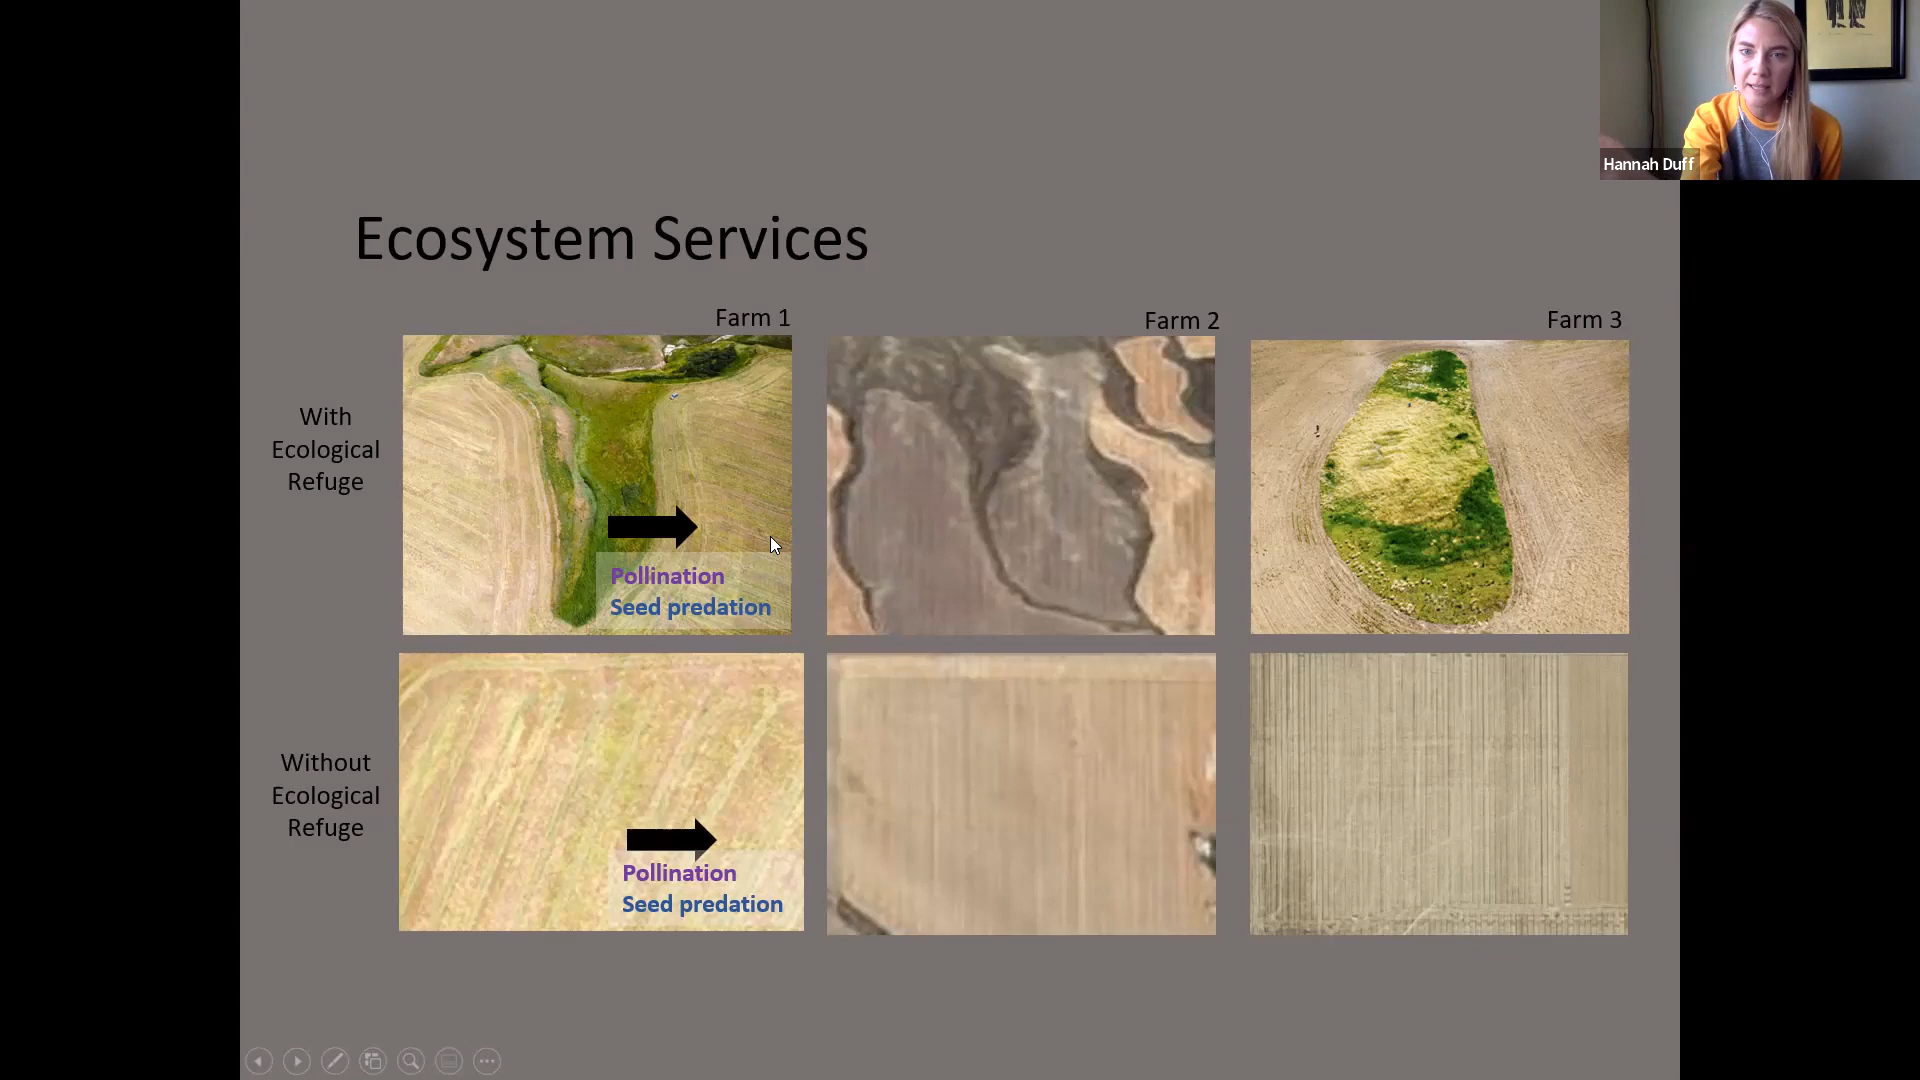 Hannah Duff
Ecosystem Services
Farm 1
Farm 2
Farm 3
With
Ecological
Refuge
Pollination
Seed predation
Without
Ecological
Refuge
Pollination
Seed predation